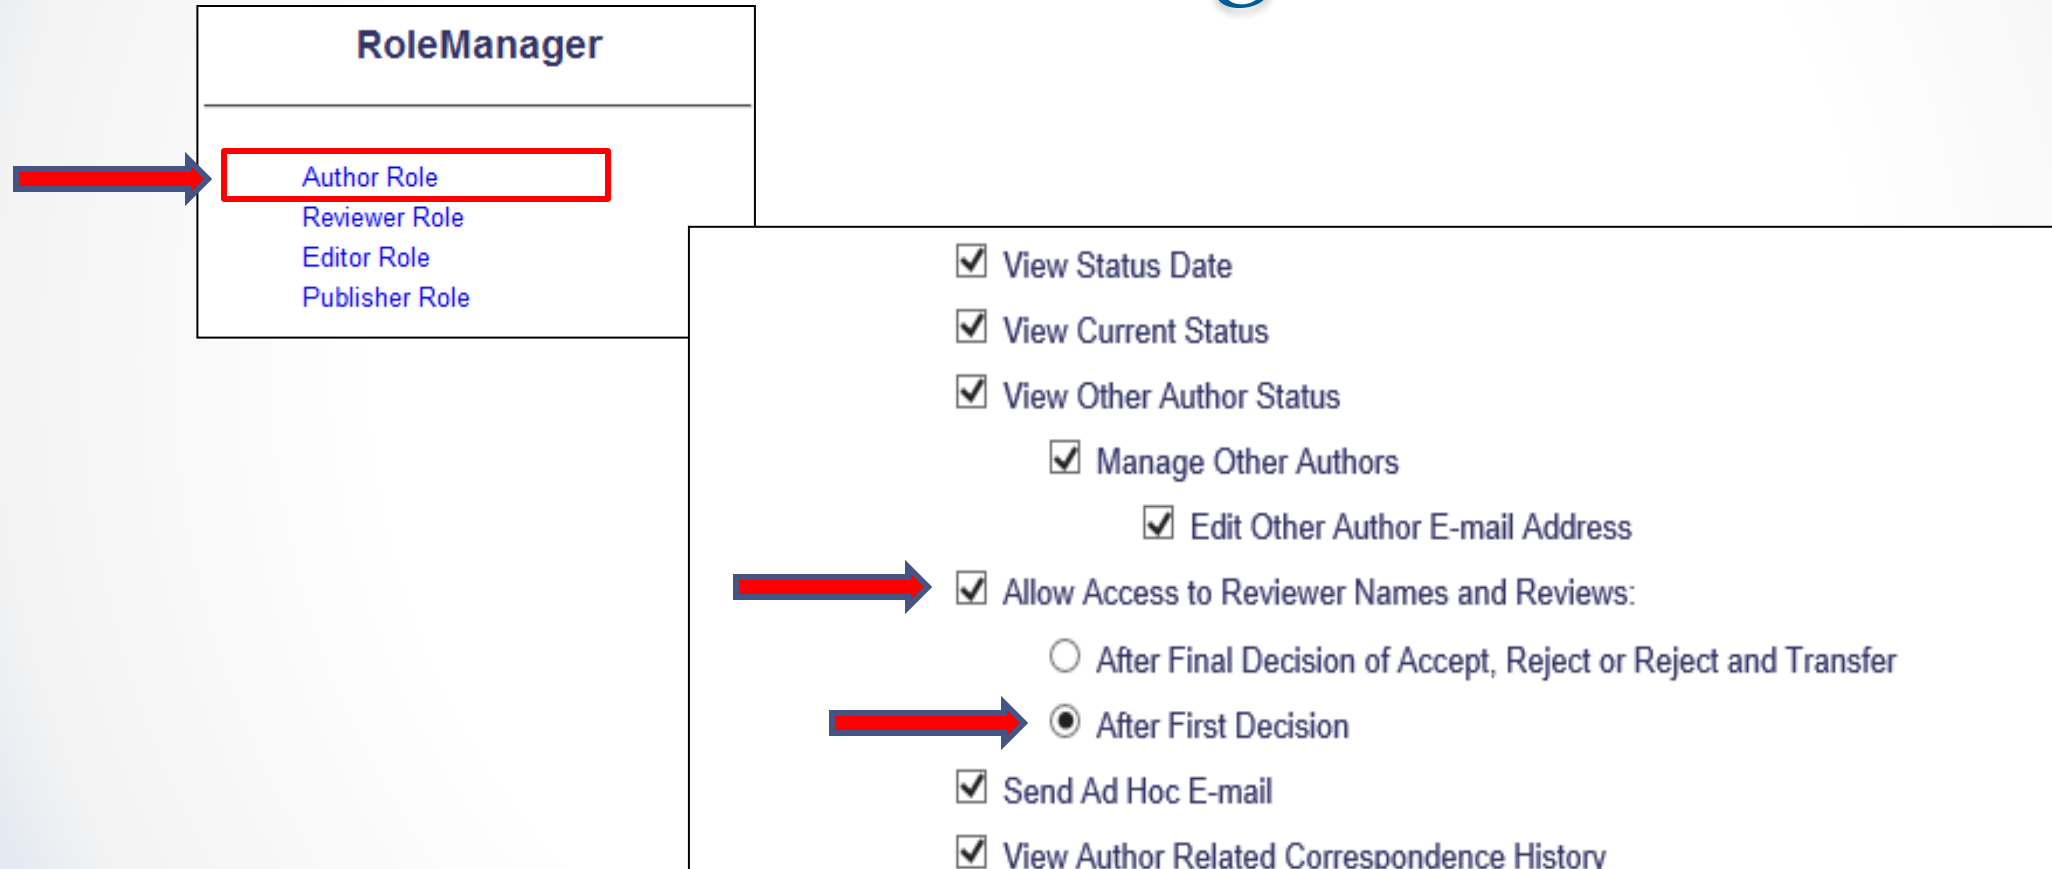 RoleManager
Author Role
Reviewer Role
Editor Role
Publisher Role
View Status Date
View Current Status
View Other Author Status
Manage Other Authors
Edit Other Author E-mail Address
Allow Access to Reviewer Names and Reviews:
After Final Decision of Accept, Reject or Reject and Transfer
After First Decision
Send Ad Hoc E-mail
View Author Related Correspondence History